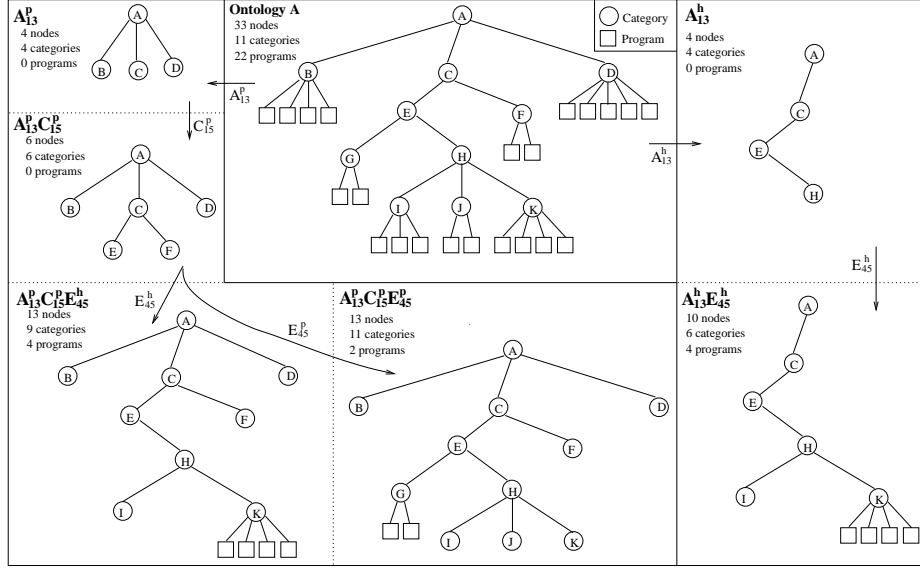 A^p_13
4 nodes
4 categories
0 programs
A
B C D
A^p_13
C^p_15
A^p_13C^p_15
6 nodes
6 categories
0 programs
A
B C D
E F
Ontology A
33 nodes
11 categories
22 programs
Category
Program
A
B C D
E F
G H
I J K
A^h_13
A^h_13
4 nodes
4 categories
0 programs
A
C
E
H
E^h_45
A^p_13C^p_15E^h_45
13 nodes
9 categories
4 programs
E^h_45
E^p_45
A
B C D
E F
H
I K
A^p_13C^p_15E^p_45
13 nodes
11 categories
2 programs
A
B C D
E F
G H
I J K
A^h_13E^h_45
10 nodes
6 categories
4 programs
A
C
E
H
I K